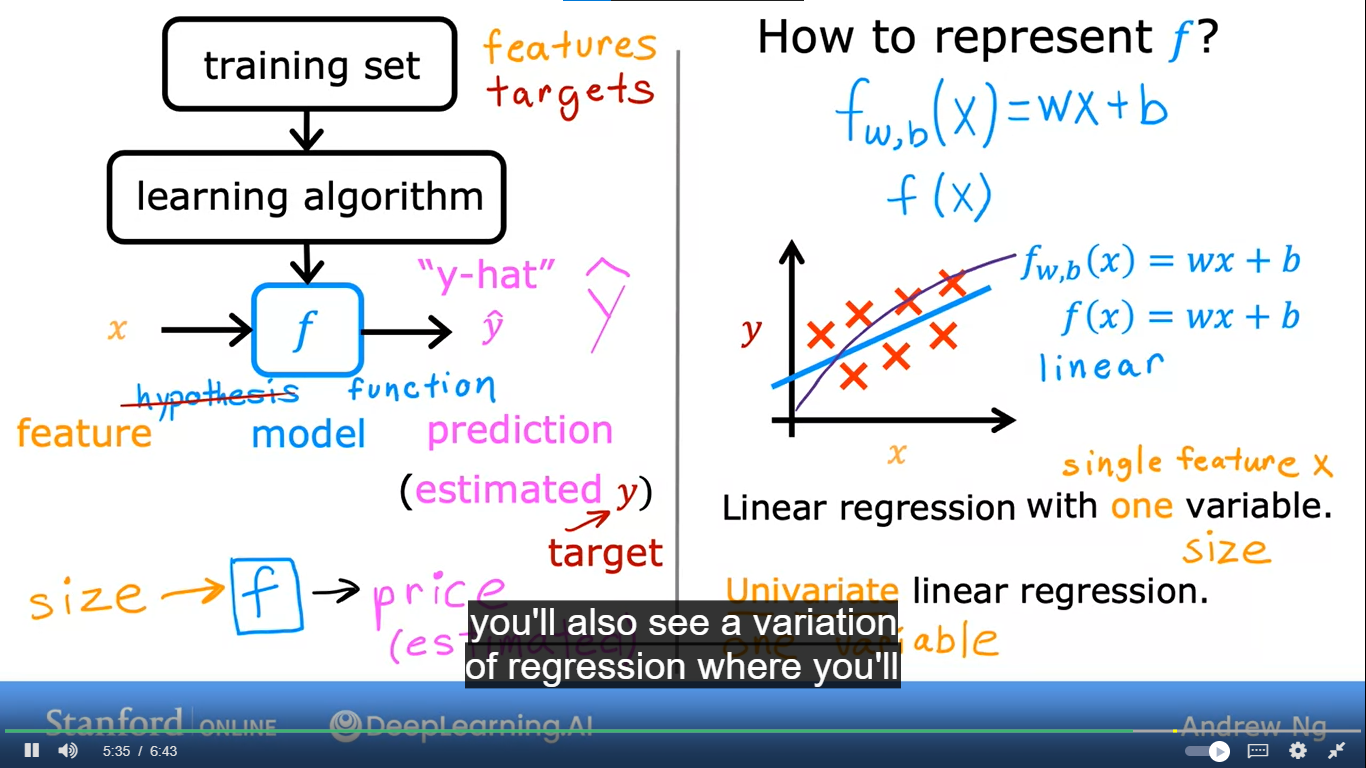 training set
features
targets
learning algorithm
"y-hat" ŷ
x
f
ŷ
hypothesis
function
feature
model
prediction
(estimated y)
target
size → f → price
(estimated)
How to represent f?
f_w,b(x) = wx + b
f(x)
y
x
f_w,b(x) = wx + b
f(x) = wx + b
linear
single feature x
Linear regression with one variable.
size
Univariate linear regression.
one variable
you'll also see a variation
of regression where you'll
Stanford ONLINE
DeepLearning.AI
Andrew Ng
5:35 / 6:43